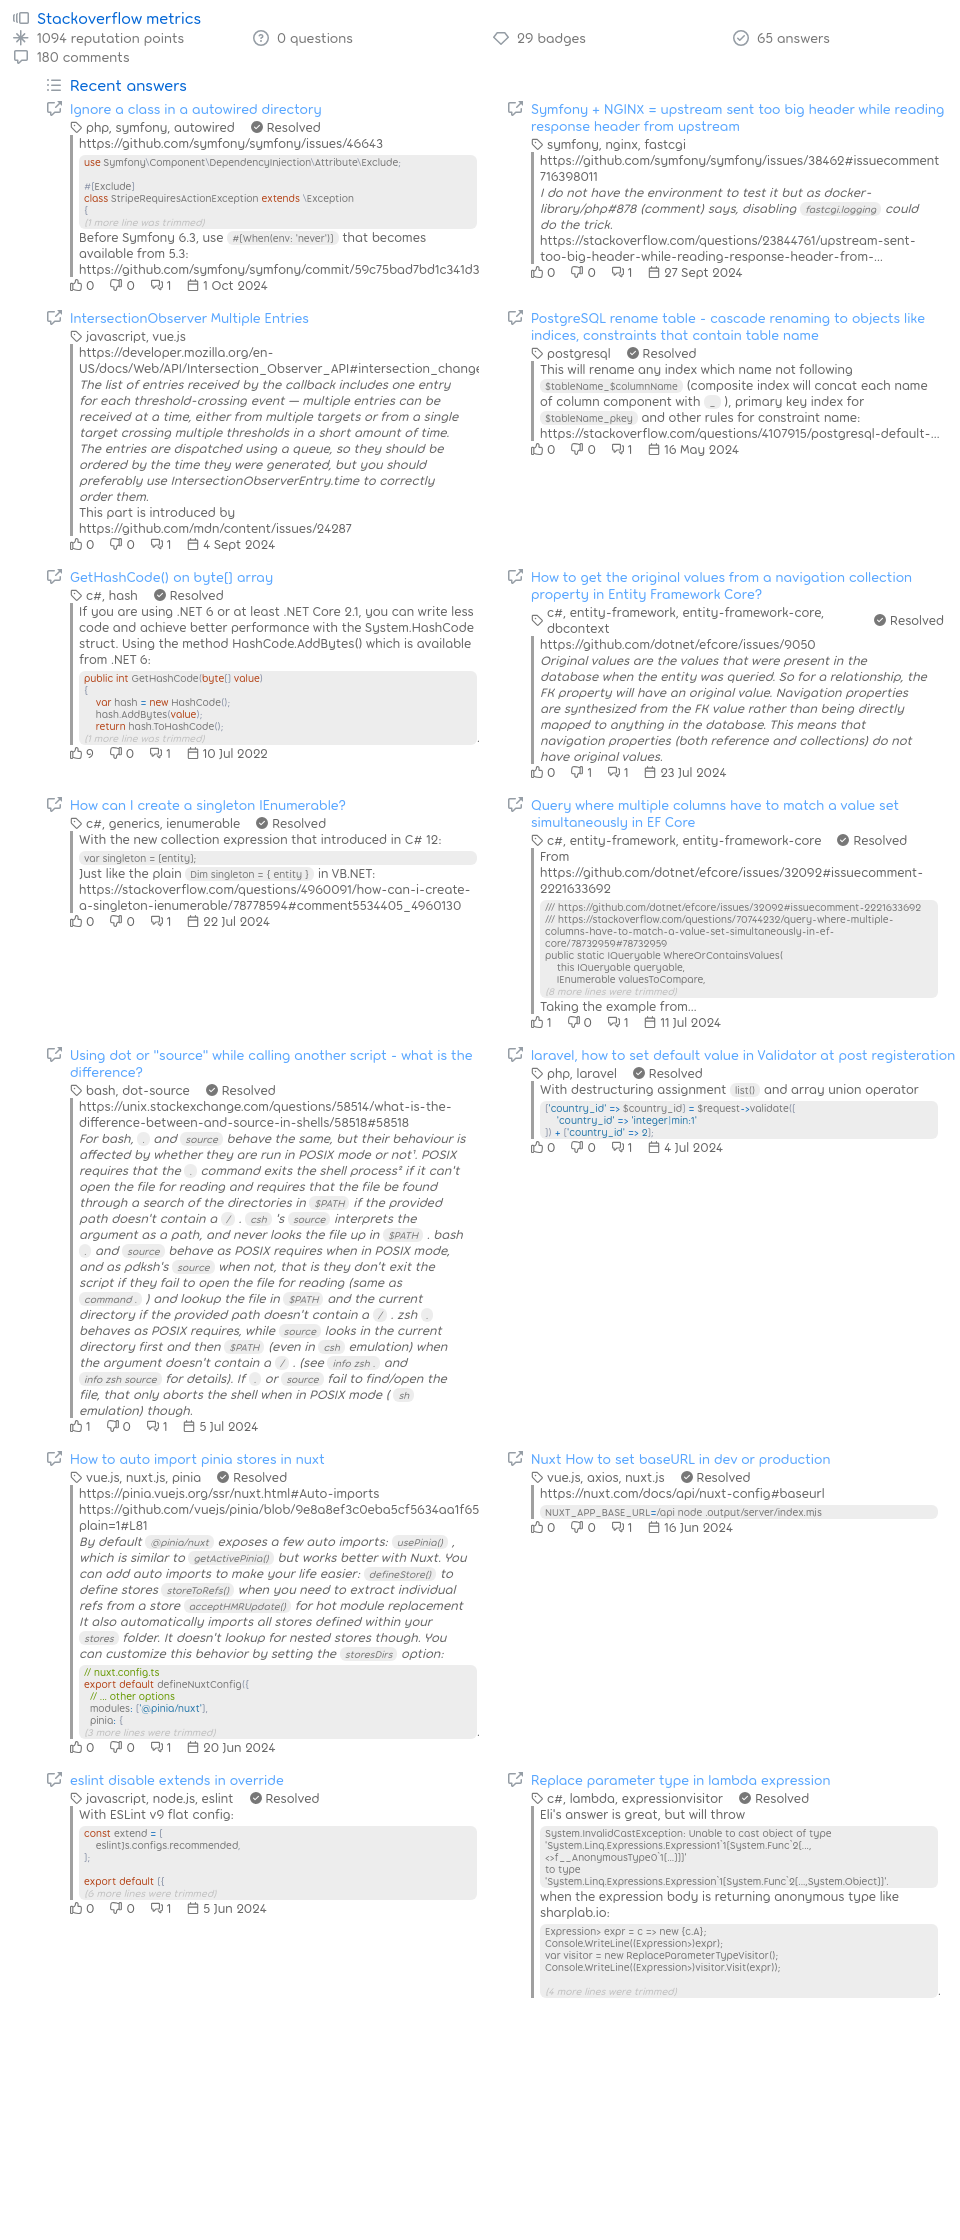 Stackoverflow metrics
1094 reputation points
0 questions
29 badges
65 answers
180 comments
Recent answers
Ignore a class in a autowired directory
php, symfony, autowired Resolved
https://github.com/symfony/symfony/issues/46643
use Symfony\Component\DependencyInjection\Attribute\Exclude;
#[Exclude]
class StripeRequiresActionException extends \Exception
{
(1 more line was trimmed)
Before Symfony 6.3, use #[When(env: 'never')] that becomes
available from 5.3:
https://github.com/symfony/symfony/commit/59c75bad7bd1c341d3
0 0 1 1 Oct 2024
Symfony + NGINX = upstream sent too big header while reading
response header from upstream
symfony, nginx, fastcgi
https://github.com/symfony/symfony/issues/38462#issuecomment
716398011
I do not have the environment to test it but as docker-
library/php#878 (comment) says, disabling fastcgi.logging could
do the trick.
https://stackoverflow.com/questions/23844761/upstream-sent-
too-big-header-while-reading-response-header-from-...
0 0 1 27 Sept 2024
IntersectionObserver Multiple Entries
javascript, vue.js
https://developer.mozilla.org/en-
US/docs/Web/API/Intersection_Observer_API#intersection_change
The list of entries received by the callback includes one entry
for each threshold-crossing event — multiple entries can be
received at a time, either from multiple targets or from a single
target crossing multiple thresholds in a short amount of time.
The entries are dispatched using a queue, so they should be
ordered by the time they were generated, but you should
preferably use IntersectionObserverEntry.time to correctly
order them.
This part is introduced by
https://github.com/mdn/content/issues/24287
0 0 1 4 Sept 2024
PostgreSQL rename table - cascade renaming to objects like
indices, constraints that contain table name
postgresql Resolved
This will rename any index which name not following
$tableName_$columnName (composite index will concat each name
of column component with _ ), primary key index for
$tableName_pkey and other rules for constraint name:
https://stackoverflow.com/questions/4107915/postgresql-default-...
0 0 1 16 May 2024
GetHashCode() on byte[] array
c#, hash Resolved
If you are using .NET 6 or at least .NET Core 2.1, you can write less
code and achieve better performance with the System.HashCode
struct. Using the method HashCode.AddBytes() which is available
from .NET 6:
public int GetHashCode(byte[] value)
{
var hash = new HashCode();
hash.AddBytes(value);
return hash.ToHashCode();
(1 more line was trimmed)
.
9 0 1 10 Jul 2022
How to get the original values from a navigation collection
property in Entity Framework Core?
c#, entity-framework, entity-framework-core,
dbcontext Resolved
https://github.com/dotnet/efcore/issues/9050
Original values are the values that were present in the
database when the entity was queried. So for a relationship, the
FK property will have an original value. Navigation properties
are synthesized from the FK value rather than being directly
mapped to anything in the database. This means that
navigation properties (both reference and collections) do not
have original values.
0 1 1 23 Jul 2024
How can I create a singleton IEnumerable?
c#, generics, ienumerable Resolved
With the new collection expression that introduced in C# 12:
var singleton = [entity];
Just like the plain Dim singleton = { entity } in VB.NET:
https://stackoverflow.com/questions/4960091/how-can-i-create-
a-singleton-ienumerable/78778594#comment5534405_4960130
0 0 1 22 Jul 2024
Query where multiple columns have to match a value set
simultaneously in EF Core
c#, entity-framework, entity-framework-core Resolved
From
https://github.com/dotnet/efcore/issues/32092#issuecomment-
2221633692
/// https://github.com/dotnet/efcore/issues/32092#issuecomment-2221633692
/// https://stackoverflow.com/questions/70744232/query-where-multiple-
columns-have-to-match-a-value-set-simultaneously-in-ef-
core/78732959#78732959
public static IQueryable WhereOrContainsValues(
this IQueryable queryable,
IEnumerable valuesToCompare,
(8 more lines were trimmed)
Taking the example from...
1 0 1 11 Jul 2024
Using dot or "source" while calling another script - what is the
difference?
bash, dot-source Resolved
https://unix.stackexchange.com/questions/58514/what-is-the-
difference-between-and-source-in-shells/58518#58518
For bash, . and source behave the same, but their behaviour is
affected by whether they are run in POSIX mode or not¹. POSIX
requires that the . command exits the shell process² if it can't
open the file for reading and requires that the file be found
through a search of the directories in $PATH if the provided
path doesn't contain a / . csh 's source interprets the
argument as a path, and never looks the file up in $PATH . bash
. and source behave as POSIX requires when in POSIX mode,
and as pdksh's source when not, that is they don't exit the
script if they fail to open the file for reading (same as
command . ) and lookup the file in $PATH and the current
directory if the provided path doesn't contain a / . zsh .
behaves as POSIX requires, while source looks in the current
directory first and then $PATH (even in csh emulation) when
the argument doesn't contain a / . (see info zsh . and
info zsh source for details). If . or source fail to find/open the
file, that only aborts the shell when in POSIX mode ( sh
emulation) though.
1 0 1 5 Jul 2024
laravel, how to set default value in Validator at post registeration
php, laravel Resolved
With destructuring assignment list() and array union operator
['country_id' => $country_id] = $request->validate([
'country_id' => 'integer|min:1'
]) + ['country_id' => 2];
0 0 1 4 Jul 2024
How to auto import pinia stores in nuxt
vue.js, nuxt.js, pinia Resolved
https://pinia.vuejs.org/ssr/nuxt.html#Auto-imports
https://github.com/vuejs/pinia/blob/9e8a8ef3c0eba5cf5634aa1f65
plain=1#L81
By default @pinia/nuxt exposes a few auto imports: usePinia() ,
which is similar to getActivePinia() but works better with Nuxt. You
can add auto imports to make your life easier: defineStore() to
define stores storeToRefs() when you need to extract individual
refs from a store acceptHMRUpdate() for hot module replacement
It also automatically imports all stores defined within your
stores folder. It doesn't lookup for nested stores though. You
can customize this behavior by setting the storesDirs option:
// nuxt.config.ts
export default defineNuxtConfig({
// ... other options
modules: ['@pinia/nuxt'],
pinia: {
(3 more lines were trimmed)
.
0 0 1 20 Jun 2024
Nuxt How to set baseURL in dev or production
vue.js, axios, nuxt.js Resolved
https://nuxt.com/docs/api/nuxt-config#baseurl
NUXT_APP_BASE_URL=/api node .output/server/index.mjs
0 0 1 16 Jun 2024
eslint disable extends in override
javascript, node.js, eslint Resolved
With ESLint v9 flat config:
const extend = [
eslintJs.configs.recommended,
];
export default [{
(6 more lines were trimmed)
0 0 1 5 Jun 2024
Replace parameter type in lambda expression
c#, lambda, expressionvisitor Resolved
Eli's answer is great, but will throw
System.InvalidCastException: Unable to cast object of type
'System.Linq.Expressions.Expression1`1[System.Func`2[...,
<>f__AnonymousType0`1[...]]]'
to type
'System.Linq.Expressions.Expression`1[System.Func`2[...,System.Object]]'.
when the expression body is returning anonymous type like
sharplab.io:
Expression> expr = c => new {c.A};
Console.WriteLine((Expression>)expr);
var visitor = new ReplaceParameterTypeVisitor();
Console.WriteLine((Expression>)visitor.Visit(expr));
(4 more lines were trimmed)
.